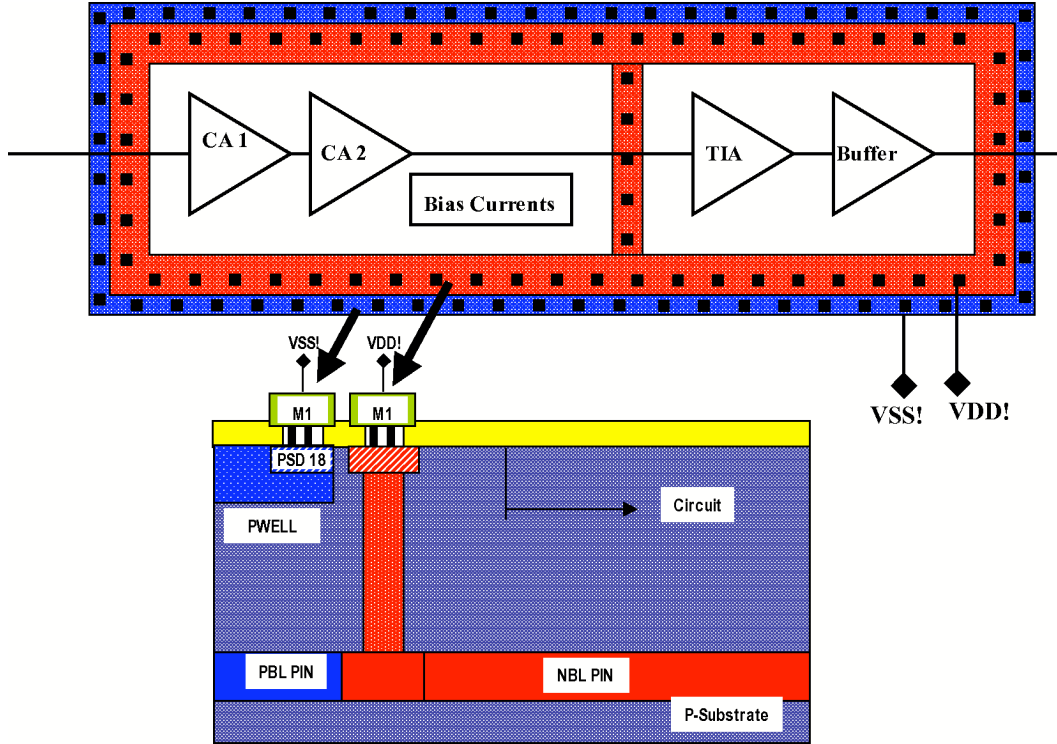 CA 1
CA 2
TIA
Buffer
Bias Currents
VSS!
VDD!
VSS!
VDD!
M1
M1
PSD 18
Circuit
PWELL
PBL PIN
NBL PIN
P-Substrate